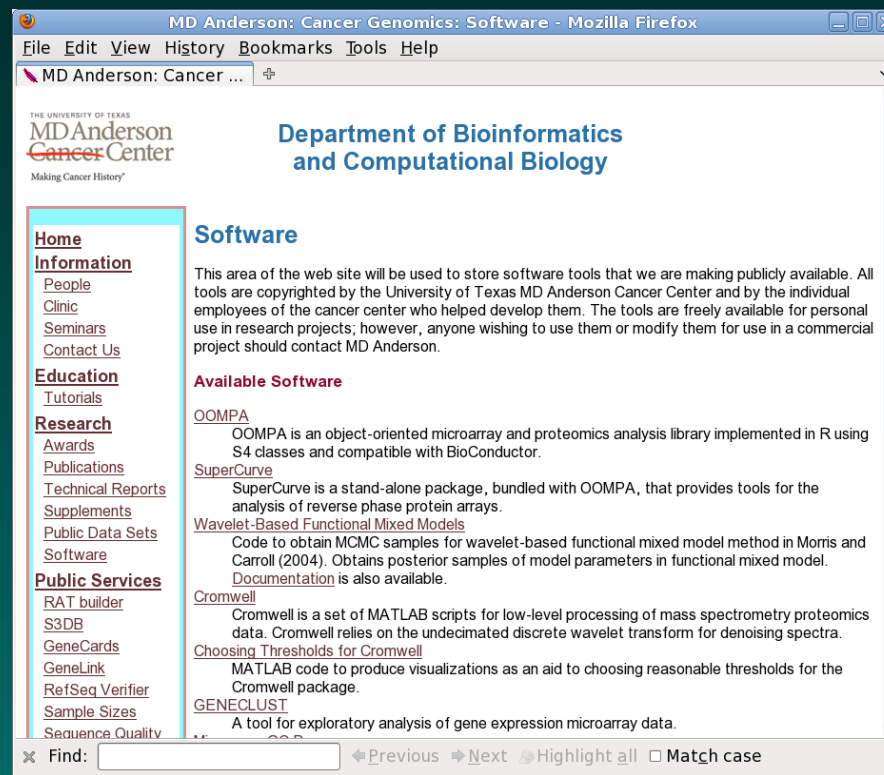 MD Anderson: Cancer Genomics: Software - Mozilla Firefox
File Edit View History Bookmarks Tools Help
MD Anderson: Cancer ...
THE UNIVERSITY OF TEXAS
MDAnderson
Cancer Center
Making Cancer History®
Department of Bioinformatics
and Computational Biology
Home
Information
People
Clinic
Seminars
Contact Us
Education
Tutorials
Research
Awards
Publications
Technical Reports
Supplements
Public Data Sets
Software
Public Services
RAT builder
S3DB
GeneCards
GeneLink
RefSeq Verifier
Sample Sizes
Sequence Quality
Software
This area of the web site will be used to store software tools that we are making publicly available. All
tools are copyrighted by the University of Texas MD Anderson Cancer Center and by the individual
employees of the cancer center who helped develop them. The tools are freely available for personal
use in research projects; however, anyone wishing to use them or modify them for use in a commercial
project should contact MD Anderson.
Available Software
OOMPA
OOMPA is an object-oriented microarray and proteomics analysis library implemented in R using
S4 classes and compatible with BioConductor.
SuperCurve
SuperCurve is a stand-alone package, bundled with OOMPA, that provides tools for the
analysis of reverse phase protein arrays.
Wavelet-Based Functional Mixed Models
Code to obtain MCMC samples for wavelet-based functional mixed model method in Morris and
Carroll (2004). Obtains posterior samples of model parameters in functional mixed model.
Documentation is also available.
Cromwell
Cromwell is a set of MATLAB scripts for low-level processing of mass spectrometry proteomics
data. Cromwell relies on the undecimated discrete wavelet transform for denoising spectra.
Choosing Thresholds for Cromwell
MATLAB code to produce visualizations as an aid to choosing reasonable thresholds for the
Cromwell package.
GENECLUST
A tool for exploratory analysis of gene expression microarray data.
Find: Previous Next Highlight all Match case